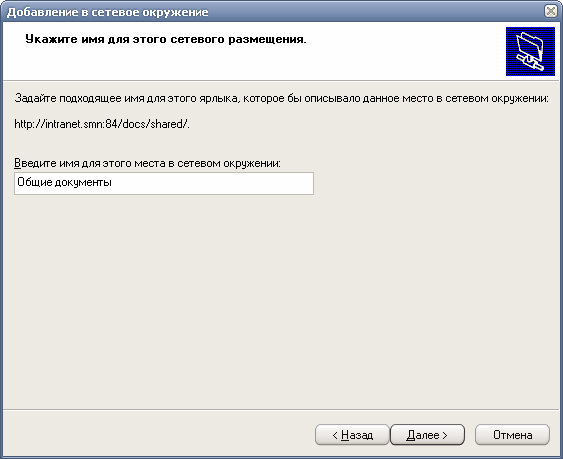 Добавление в сетевое окружение
Укажите имя для этого сетевого размещения.
Задайте подходящее имя для этого ярлыка, которое бы описывало данное место в сетевом окружении:
http://intranet.smn:84/docs/shared/.
Введите имя для этого места в сетевом окружении:
Общие документы
< Назад
Далее >
Отмена